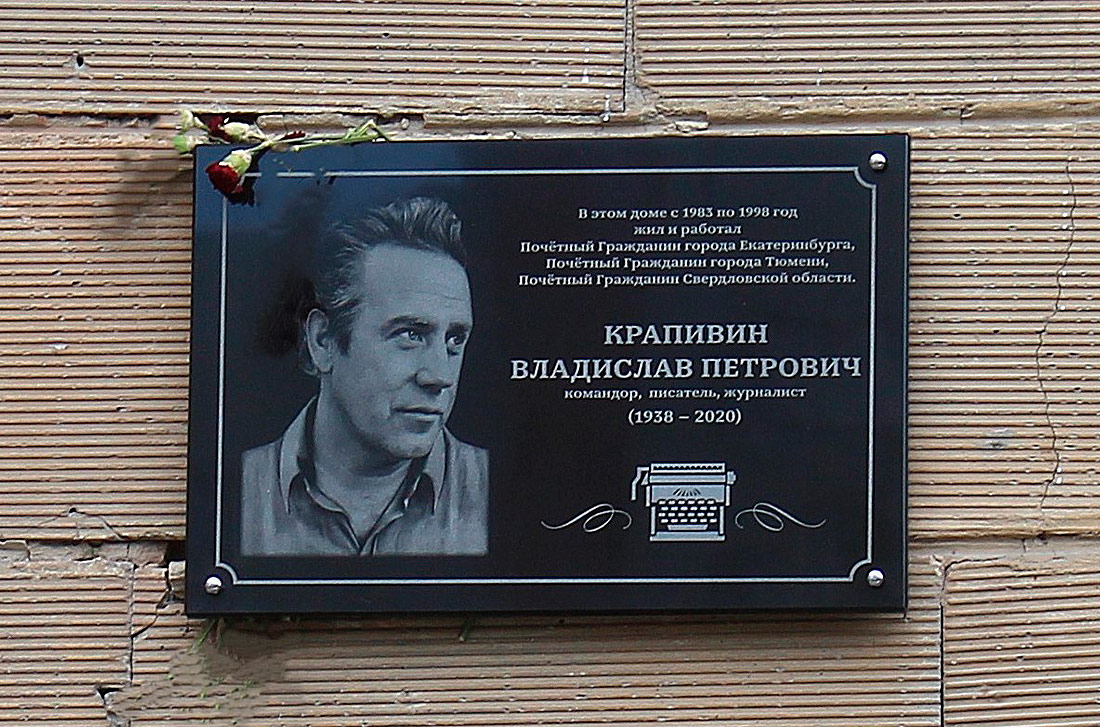 В этом доме с 1983 по 1998 год
жил и работал
Почётный Гражданин города Екатеринбурга,
Почётный Гражданин города Тюмени,
Почётный Гражданин Свердловской области.
КРАПИВИН
ВЛАДИСЛАВ ПЕТРОВИЧ
командор, писатель, журналист
(1938 – 2020)